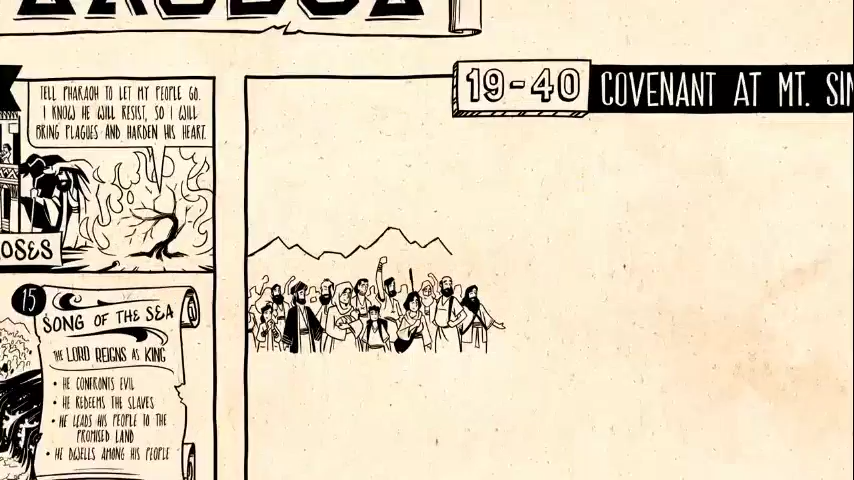 19-40 COVENANT AT MT.
TELL PHARAOH TO LET MY PEOPLE GO.
I KNOW HE WILL RESIST, SO I WILL
BRING PLAGUES AND HARDEN HIS HEART.
15
SONG OF THE SEA
THE LORD REIGNS AS KING
• HE CONFRONTS EVIL
• HE REDEEMS THE SLAVES
• HE LEADS HIS PEOPLE TO THE
PROMISED LAND
• HE DWELLS AMONG HIS PEOPLE